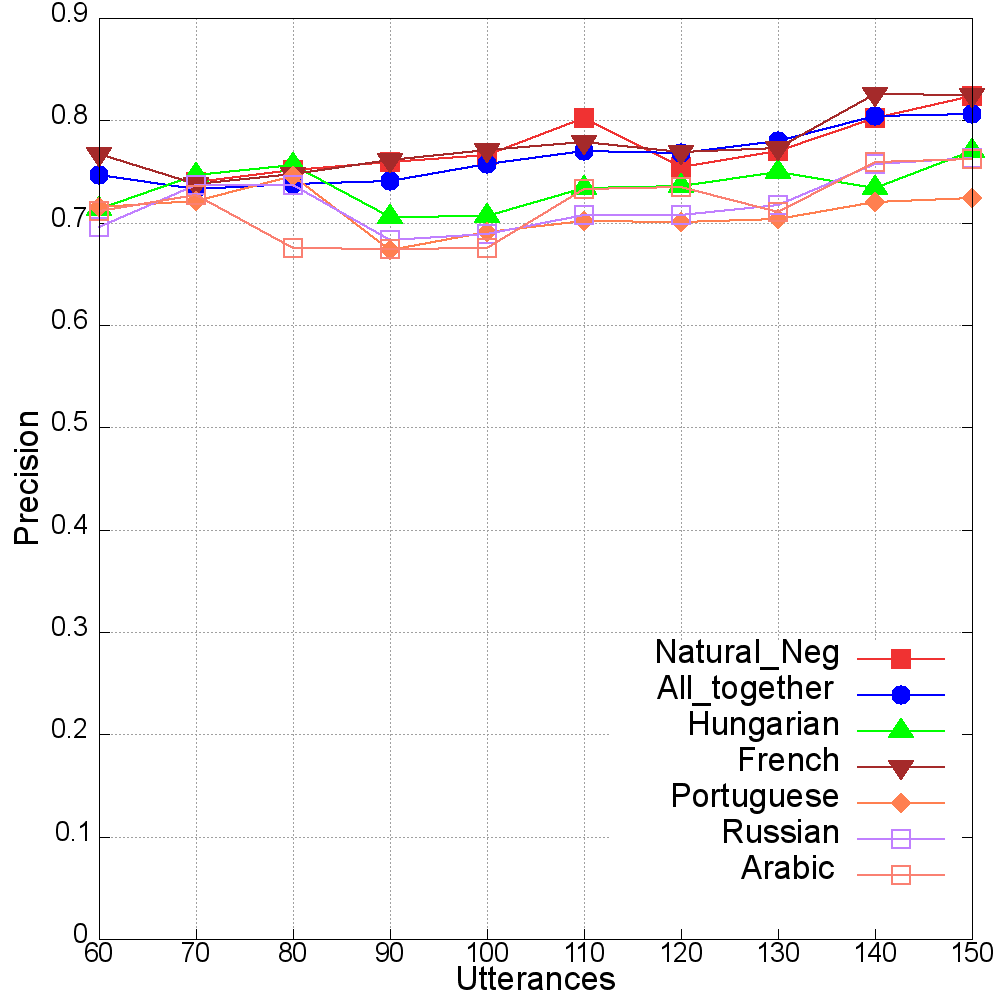 0.9
0.8
0.7
0.6
0.5
0.4
0.3
0.2
0.1
0
Precision
Natural_Neg
All_together
Hungarian
French
Portuguese
Russian
Arabic
60 70 80 90 100 110 120 130 140 150
Utterances